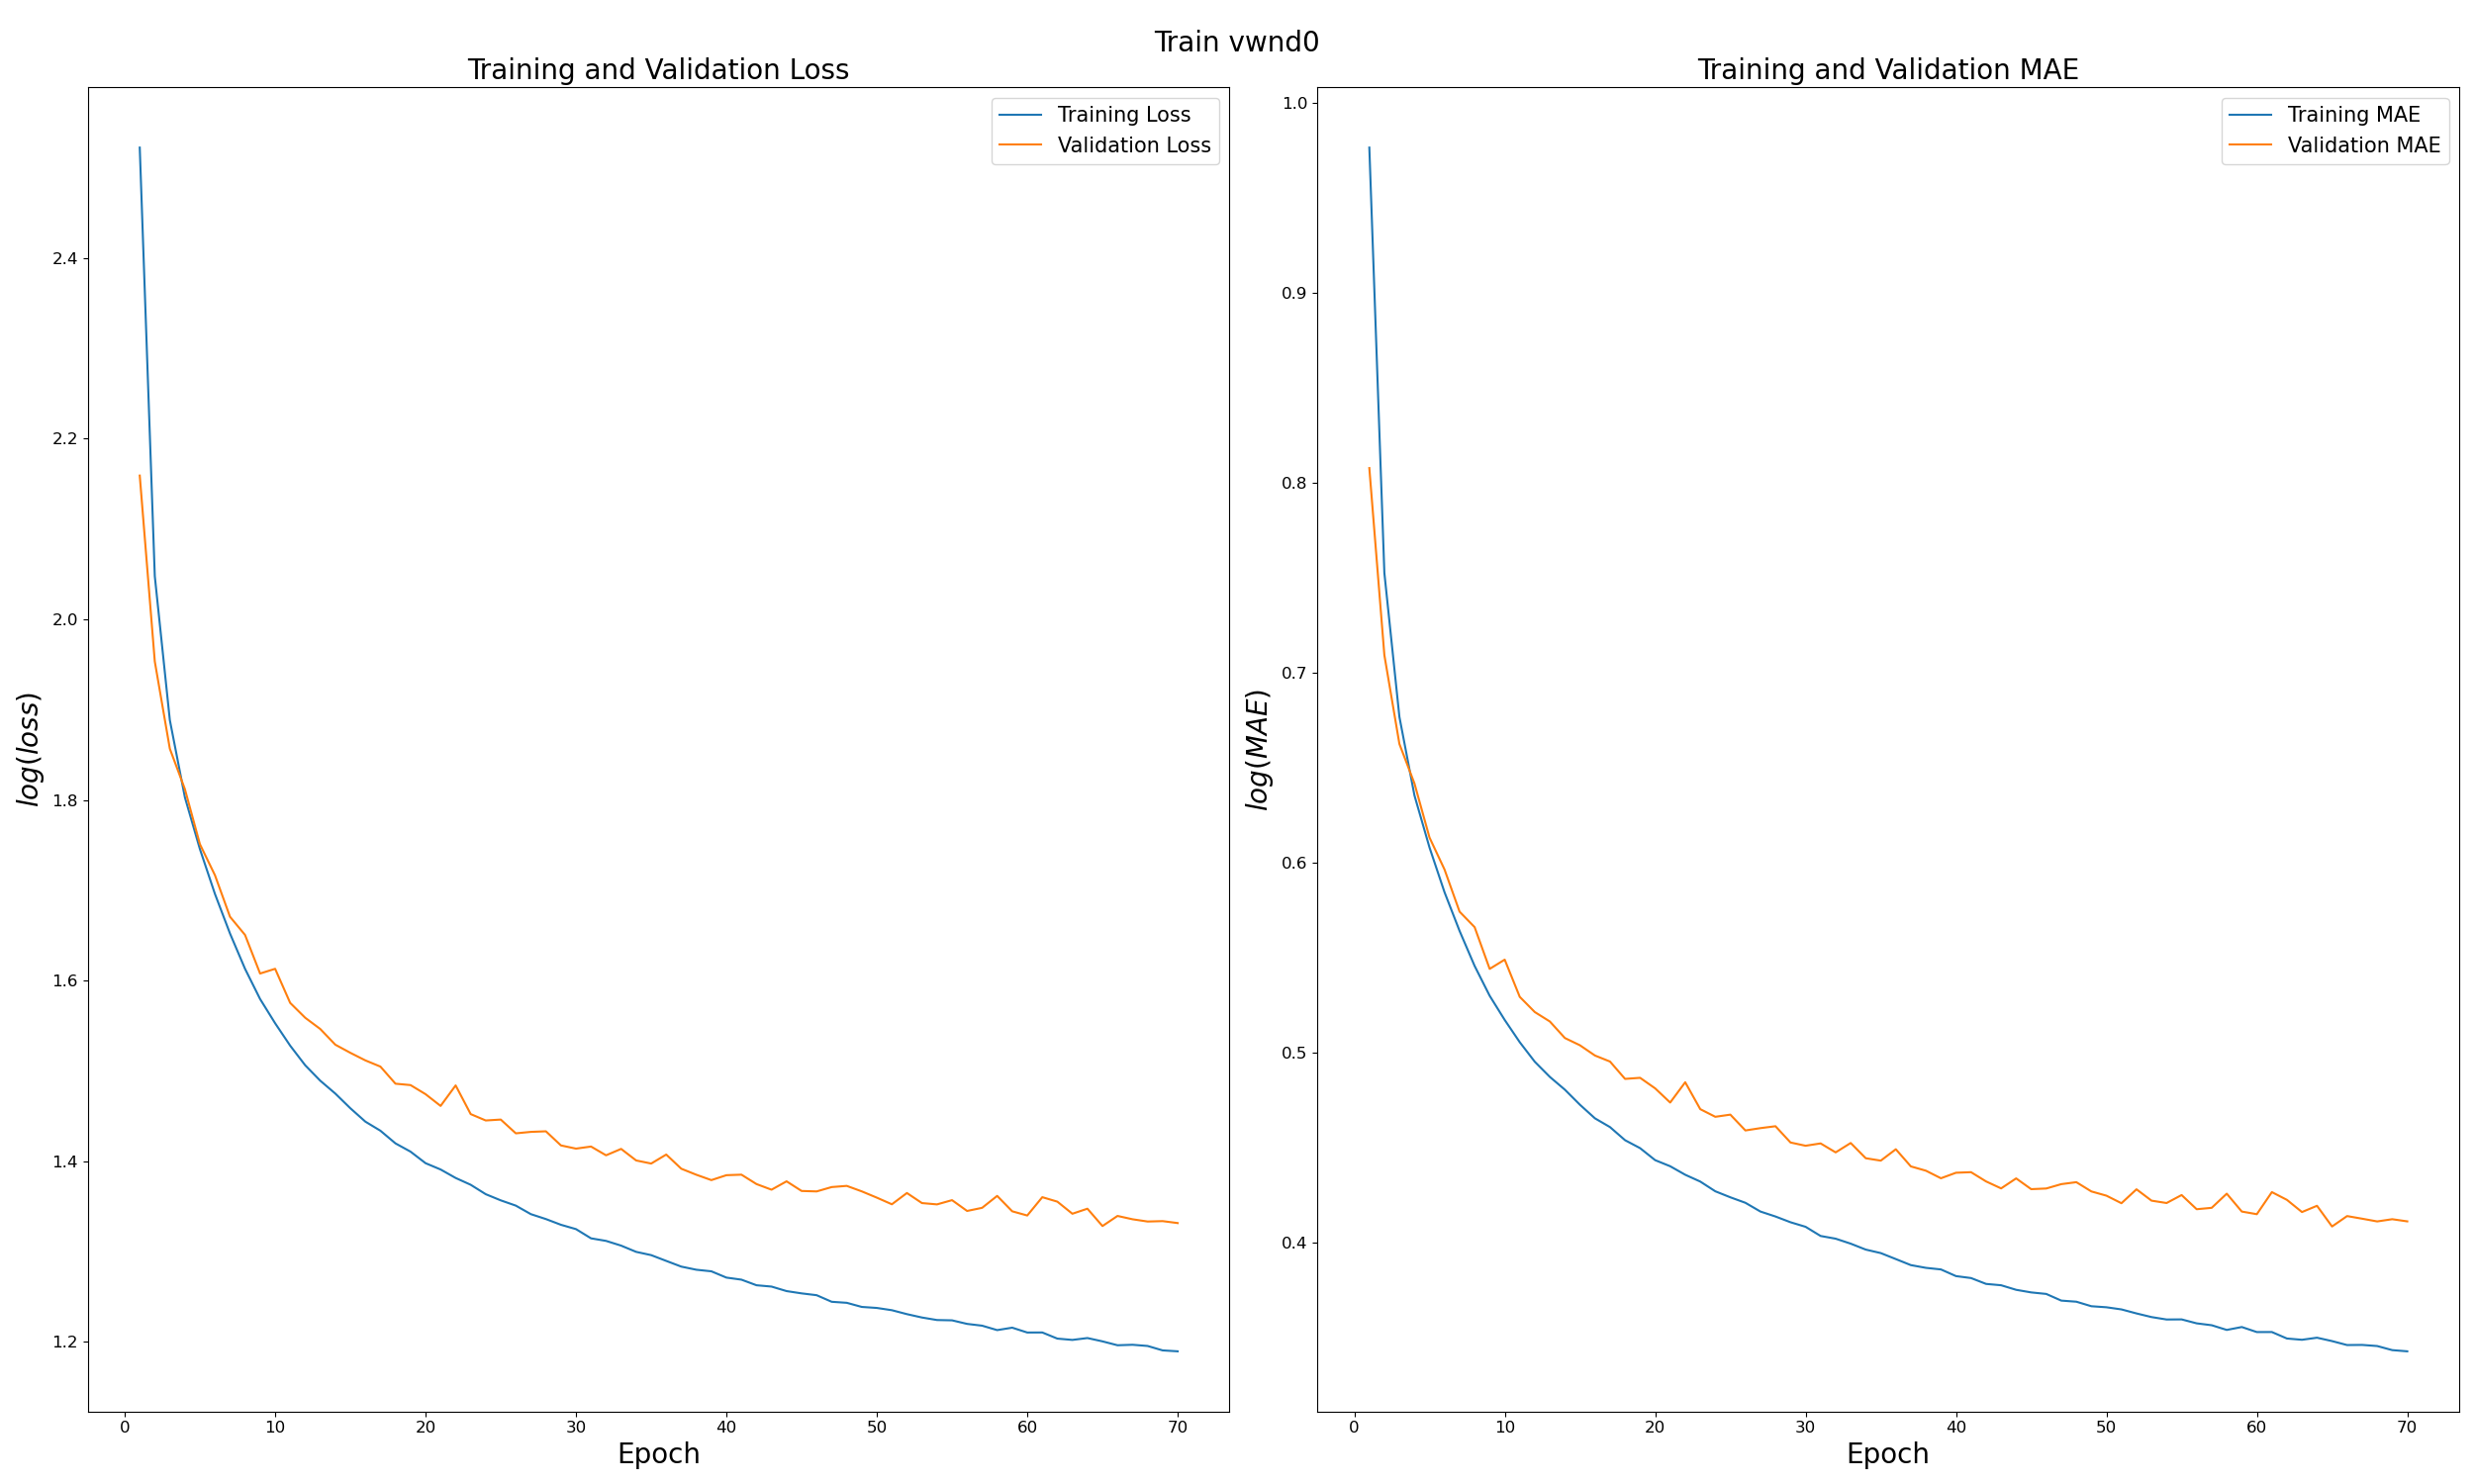 Train vwnd0
Training and Validation Loss
Training Loss
Validation Loss
2.4
2.2
2.0
1.8
1.6
1.4
1.2
log(loss)
0 10 20 30 40 50 60 70
Epoch
Training and Validation MAE
Training MAE
Validation MAE
1.0
0.9
0.8
0.7
0.6
0.5
0.4
log(MAE)
0 10 20 30 40 50 60 70
Epoch